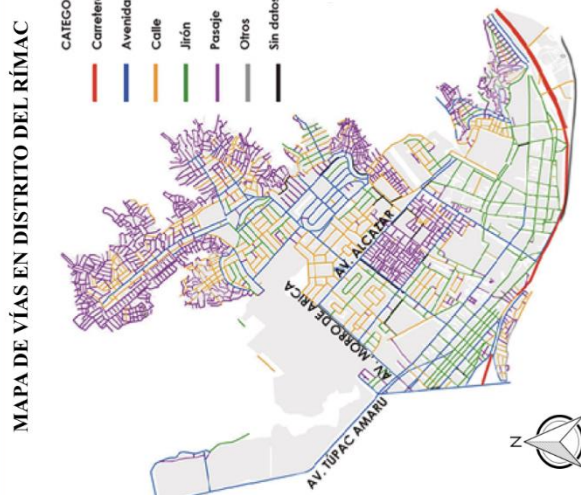 MAPA DE VÍAS EN DISTRITO DEL RÍMAC
CATEGO
Carreter
Avenida
Calle
Jirón
Pasaje
Otros
Sin datos
AV. ALCAZAR
AV. MORRO DE ARICA
AV. TÚPAC AMARU
N